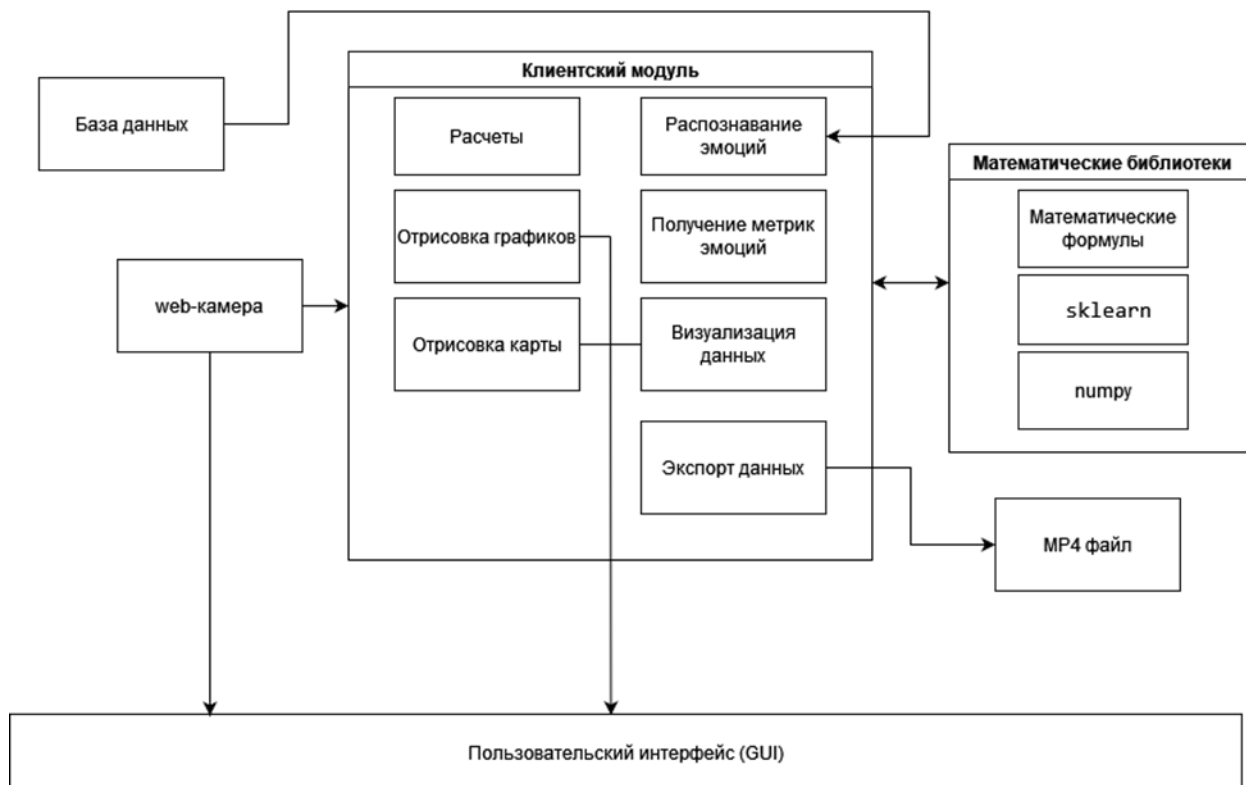 Клиентский модуль
База данных
Расчеты
Распознавание
эмоций
Математические библиотеки
Отрисовка графиков
Получение метрик
эмоций
Математические
формулы
web-камера
sklearn
Отрисовка карты
Визуализация
данных
numpy
Экспорт данных
MP4 файл
Пользовательский интерфейс (GUI)